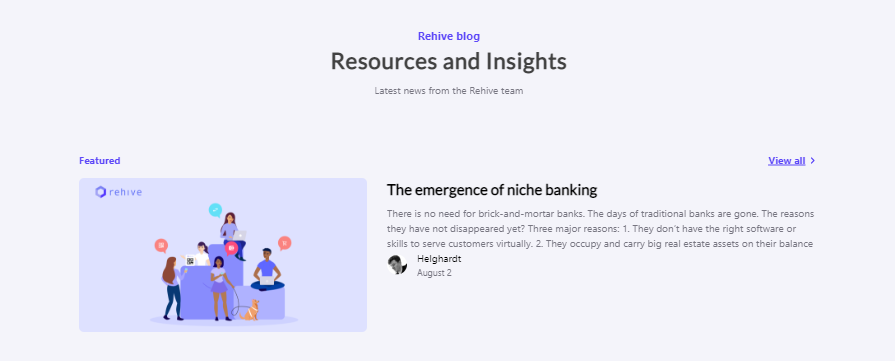 Rehive blog
Resources and Insights
Latest news from the Rehive team
Featured
View all
rehive
The emergence of niche banking
There is no need for brick-and-mortar banks. The days of traditional banks are gone. The reasons
they have not disappeared yet? Three major reasons: 1. They don't have the right software or
skills to serve customers virtually. 2. They occupy and carry big real estate assets on their balance
Helghardt
August 2